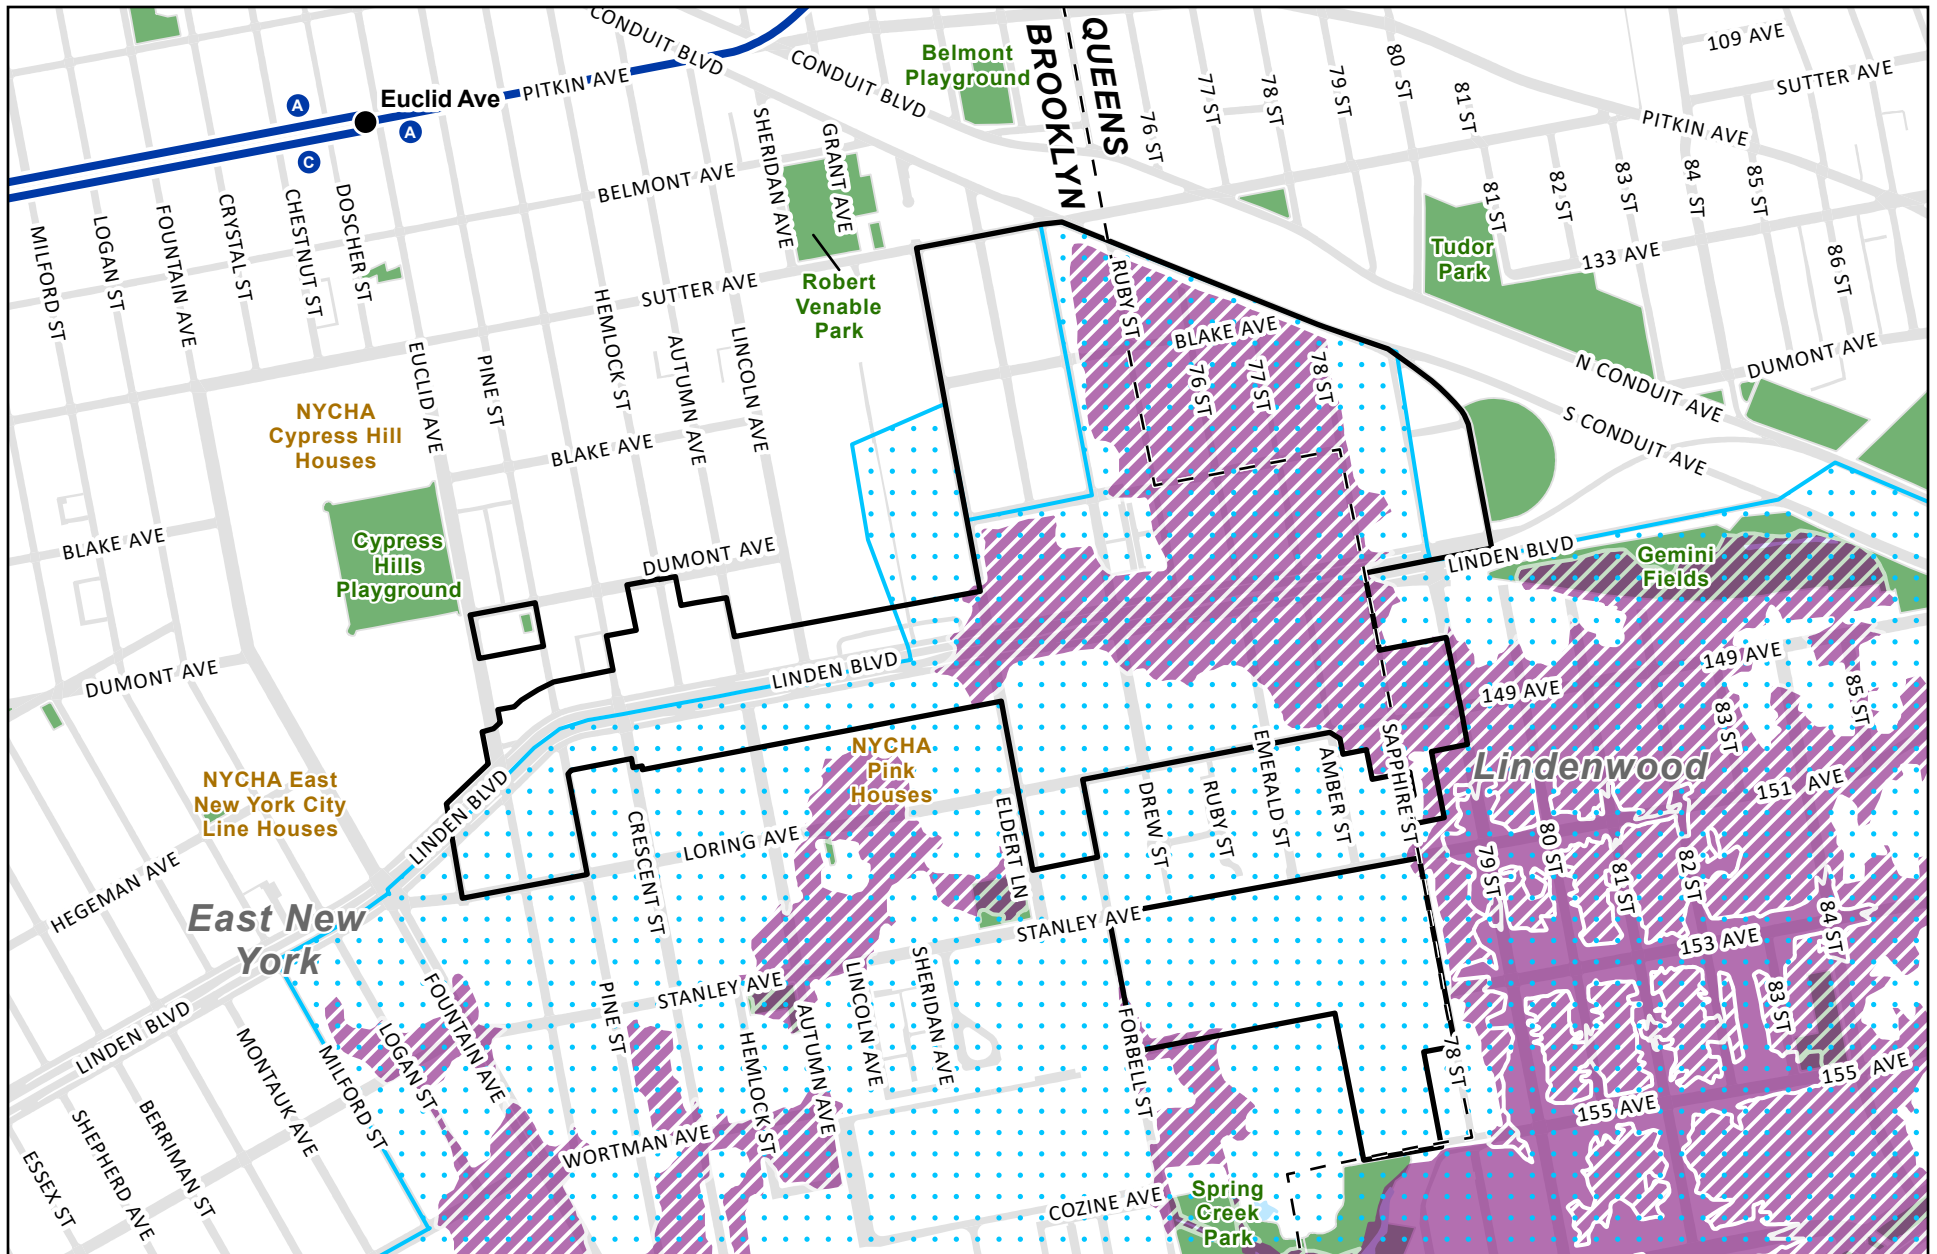 CONDUIT BLVD
CONDUIT BLVD
Belmont
Playground
QUEENS
BROOKLYN
109 AVE
SUTTER AVE
PITKIN AVE
Euclid Ave
PITKIN AVE
A
A
C
76 ST
77 ST
78 ST
79 ST
80 ST
81 ST
SHERIDAN AVE
GRANT AVE
BELMONT AVE
MILFORD ST
LOGAN ST
FOUNTAIN AVE
CRYSTAL ST
CHESTNUT ST
DOSCHER ST
81 ST
82 ST
83 ST
84 ST
85 ST
86 ST
Tudor
Park
133 AVE
SUTTER AVE
Robert
Venable
Park
RUBY ST
BLAKE AVE
76 ST
77 ST
78 ST
N CONDUIT AVE
S CONDUIT AVE
DUMONT AVE
EUCLID AVE
PINE ST
HEMLOCK ST
AUTUMN AVE
LINCOLN AVE
NYCHA
Cypress Hill
Houses
BLAKE AVE
BLAKE AVE
Cypress
Hills
Playground
DUMONT AVE
LINDEN BLVD
Gemini
Fields
DUMONT AVE
LINDEN BLVD
149 AVE
149 AVE
85 ST
83 ST
NYCHA
Pink
Houses
EMERALD ST
AMBER ST
SAPPHIRE ST
Lindenwood
151 AVE
NYCHA East
New York City
Line Houses
LINDEN BLVD
CRESCENT ST
LORING AVE
ELDERT LN
DREW ST
RUBY ST
79 ST
80 ST
81 ST
82 ST
84 ST
HEGEMAN AVE
East New
York
STANLEY AVE
153 AVE
STANLEY AVE
LINDEN BLVD
MONTAUK AVE
MILFORD ST
LOGAN ST
FOUNTAIN AVE
PINE ST
HEMLOCK ST
AUTUMN AVE
LINCOLN AVE
SHERIDAN AVE
FORBELL ST
78 ST
83 ST
155 AVE
155 AVE
ESSEX ST
SHEPHERD AVE
BERRIMAN ST
WORTMAN AVE
COZINE AVE
Spring
Creek
Park